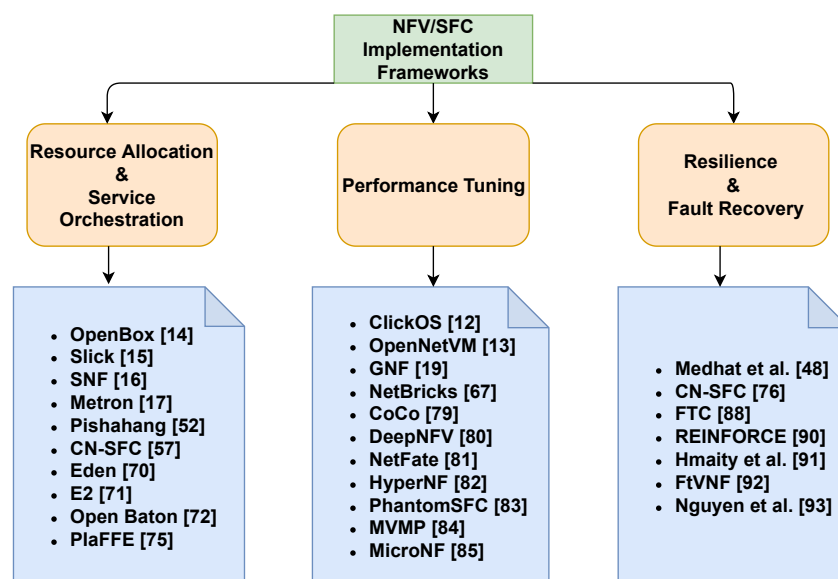 NFV/SFC
Implementation
Frameworks
Resource Allocation
&
Service
Orchestration
Performance Tuning
Resilience
&
Fault Recovery
• OpenBox [14]
• Slick [15]
• SNF [16]
• Metron [17]
• Pishahang [52]
• CN-SFC [57]
• Eden [70]
• E2 [71]
• Open Baton [72]
• PlaFFE [75]
• ClickOS [12]
• OpenNetVM [13]
• GNF [19]
• NetBricks [67]
• CoCo [79]
• DeepNFV [80]
• NetFate [81]
• HyperNF [82]
• PhantomSFC [83]
• MVMP [84]
• MicroNF [85]
• Medhat et al. [48]
• CN-SFC [76]
• FTC [88]
• REINFORCE [90]
• Hmaity et al. [91]
• FtVNF [92]
• Nguyen et al. [93]